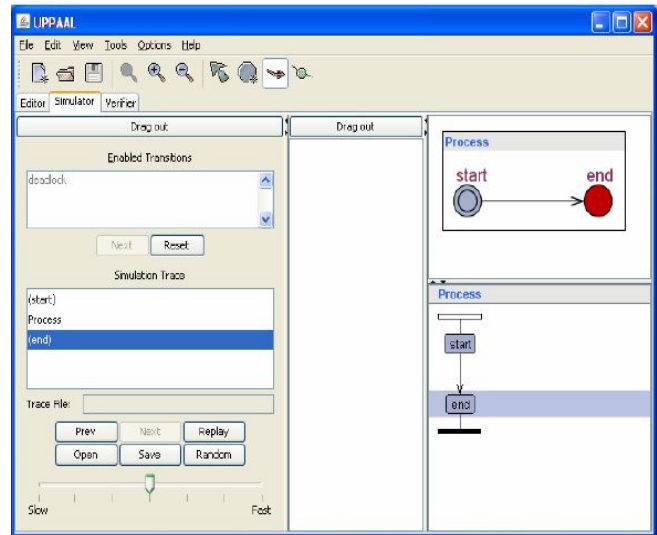 UPPAAL
File Edit View Tools Options Help
Editor Simulator Verifier
Drag out
Enabled Transitions
deadlock
Next Reset
Simulation Trace
(start)
Process
(end)
Trace File:
Prev Next Replay
Open Save Random
Slow Fast
Drag out
Process
start end
Process
start
end